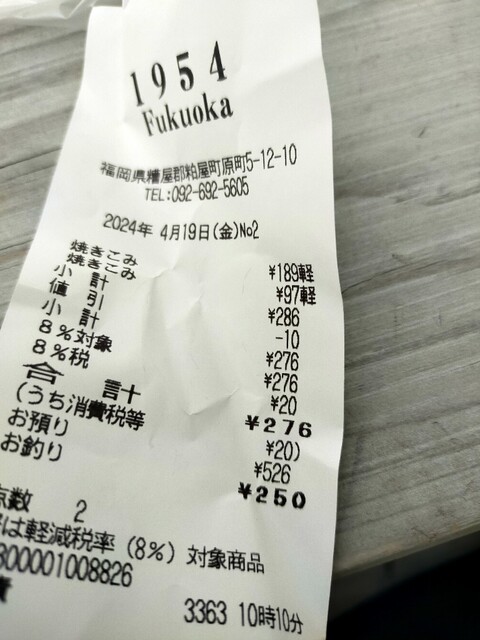 1954
Fukuoka
福岡県糟屋郡粕屋町原町5-12-10
TEL:092-692-5605
2024年 4月19日(金)No2
焼きこみ ¥189軽
焼きこみ ¥97軽
小 計 ¥286
値 引 -10
小 計 ¥276
8%対象 ¥276
8%税 ¥20
合 計 ¥276
(うち消費税等 ¥20)
お預り ¥526
お釣り ¥250
点数 2
は軽減税率(8%)対象商品
300001008826
3363 10時10分